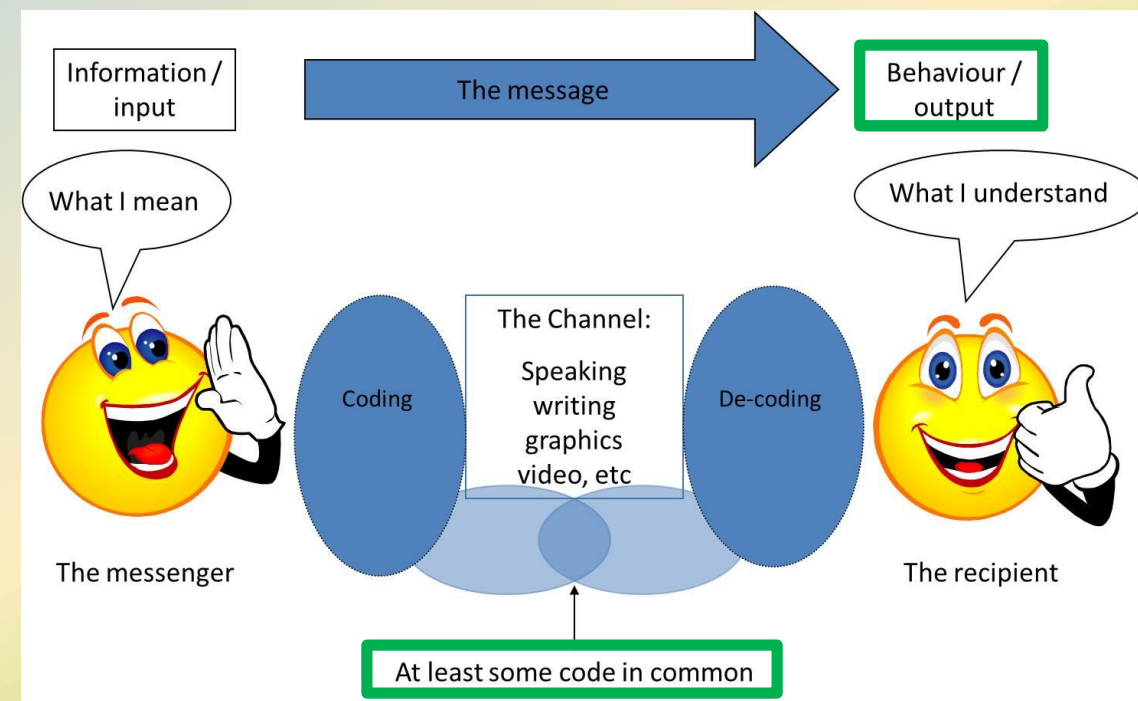 Information /
input
The message
Behaviour /
output
What I mean
What I understand
Coding
The Channel:
Speaking
writing
graphics
video, etc
De-coding
The messenger
The recipient
At least some code in common